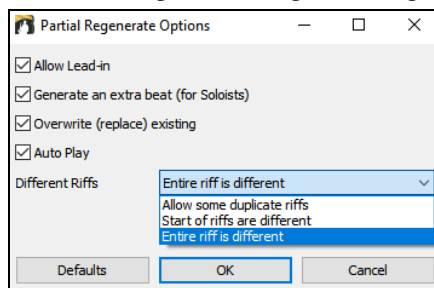 Partial Regenerate Options
Allow Lead-in
Generate an extra beat (for Soloists)
Overwrite (replace) existing
Auto Play
Different Riffs Entire riff is different
Allow some duplicate riffs
Start of riffs are different
Entire riff is different
Defaults OK Cancel